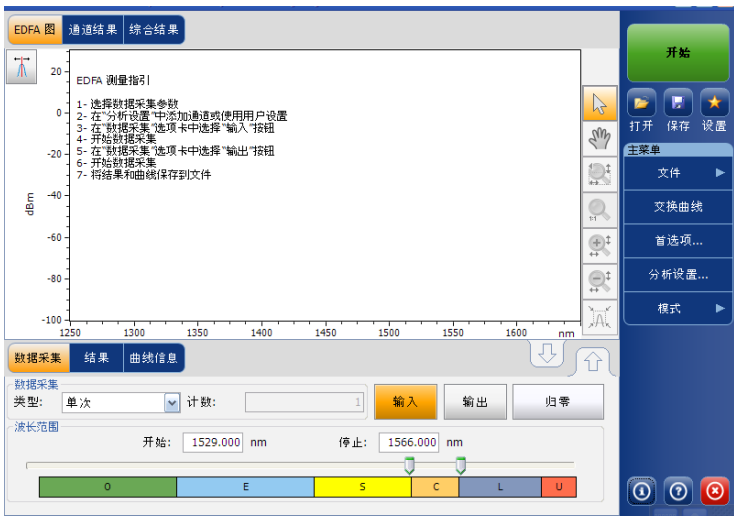 EDFA 图 通道结果 综合结果
EDFA 测量指引
1- 选择数据采集参数
2- 在"分析设置"中添加通道或使用用户设置
3- 在"数据采集"选项卡中选择"输入"按钮
4- 开始数据采集
5- 在"数据采集"选项卡中选择"输出"按钮
6- 开始数据采集
7- 将结果和曲线保存到文件
20
0
-20
-40
-60
-80
-100
dBm
1250 1300 1350 1400 1450 1500 1550 1600 nm
1:1
开始
打开 保存 设置
主菜单
文件
交换曲线
首选项...
分析设置...
模式
数据采集 结果 曲线信息
数据采集
类型: 单次 计数: 1 输入 输出 归零
波长范围
开始: 1529.000 nm 停止: 1566.000 nm
O E S C L U